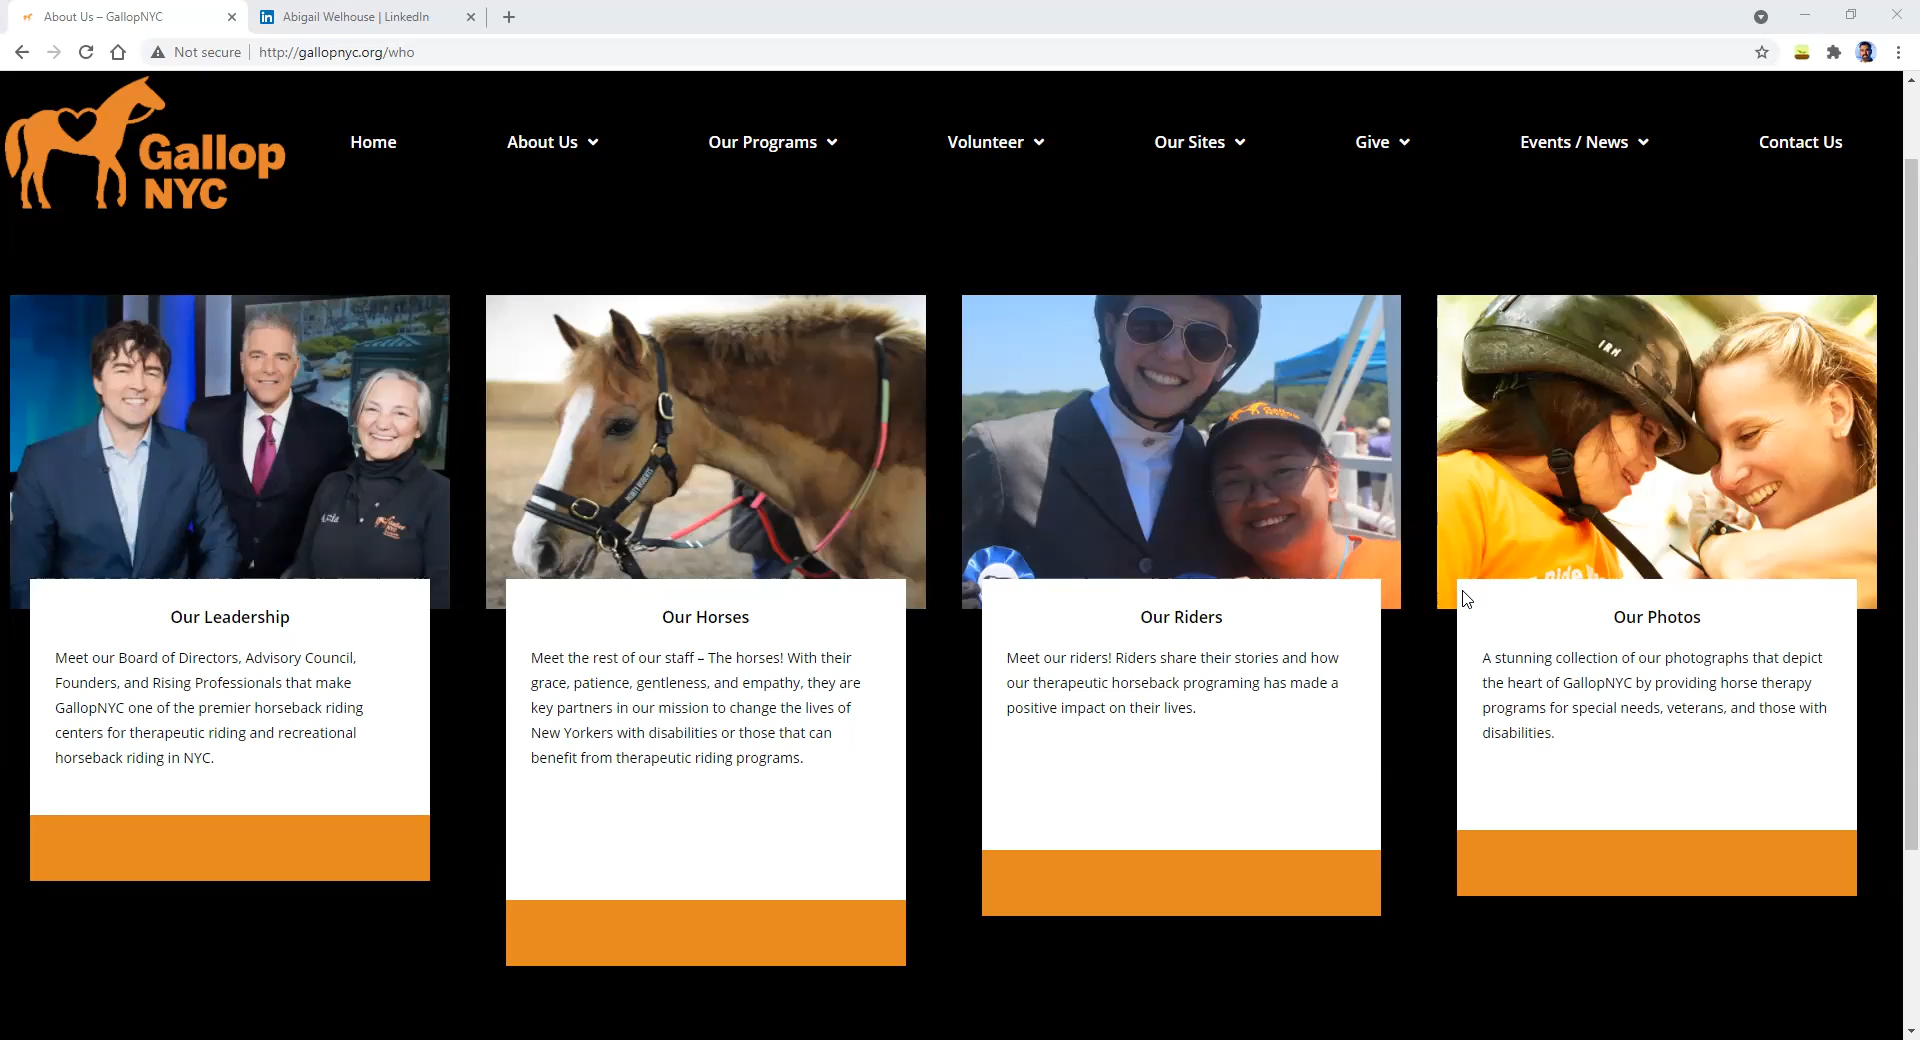 About Us – GallopNYC
Abigail Welhouse | LinkedIn
Not secure
http://gallopnyc.org/who
Gallop
NYC
Home
About Us
Our Programs
Volunteer
Our Sites
Give
Events / News
Contact Us
IRH
Our Leadership
Meet our Board of Directors, Advisory Council,
Founders, and Rising Professionals that make
GallopNYC one of the premier horseback riding
centers for therapeutic riding and recreational
horseback riding in NYC.
Our Horses
Meet the rest of our staff – The horses! With their
grace, patience, gentleness, and empathy, they are
key partners in our mission to change the lives of
New Yorkers with disabilities or those that can
benefit from therapeutic riding programs.
Our Riders
Meet our riders! Riders share their stories and how
our therapeutic horseback programing has made a
positive impact on their lives.
Our Photos
A stunning collection of our photographs that depict
the heart of GallopNYC by providing horse therapy
programs for special needs, veterans, and those with
disabilities.